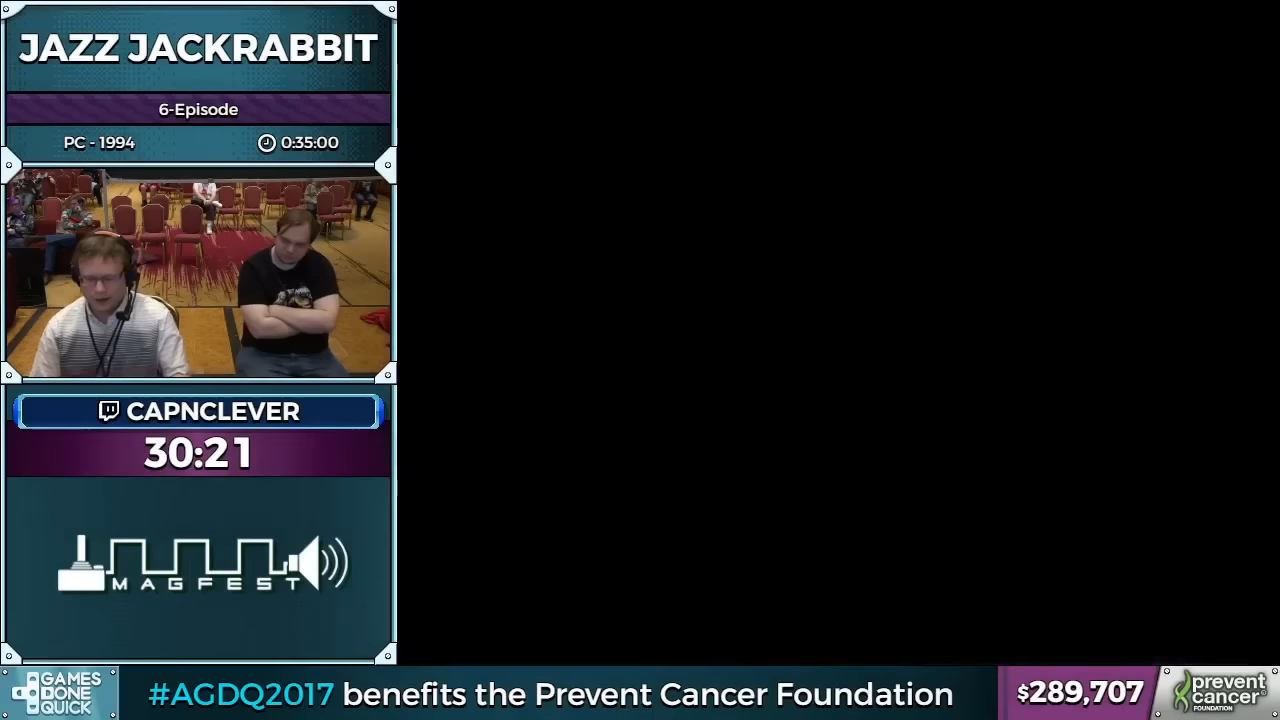 JAZZ JACKRABBIT
6-Episode
PC - 1994
0:35:00
CAPNCLEVER
30:21
MAGFEST
GAMES
DONE
QUICK
#AGDQ2017 benefits the Prevent Cancer Foundation
$289,707
prevent
cancer
FOUNDATION